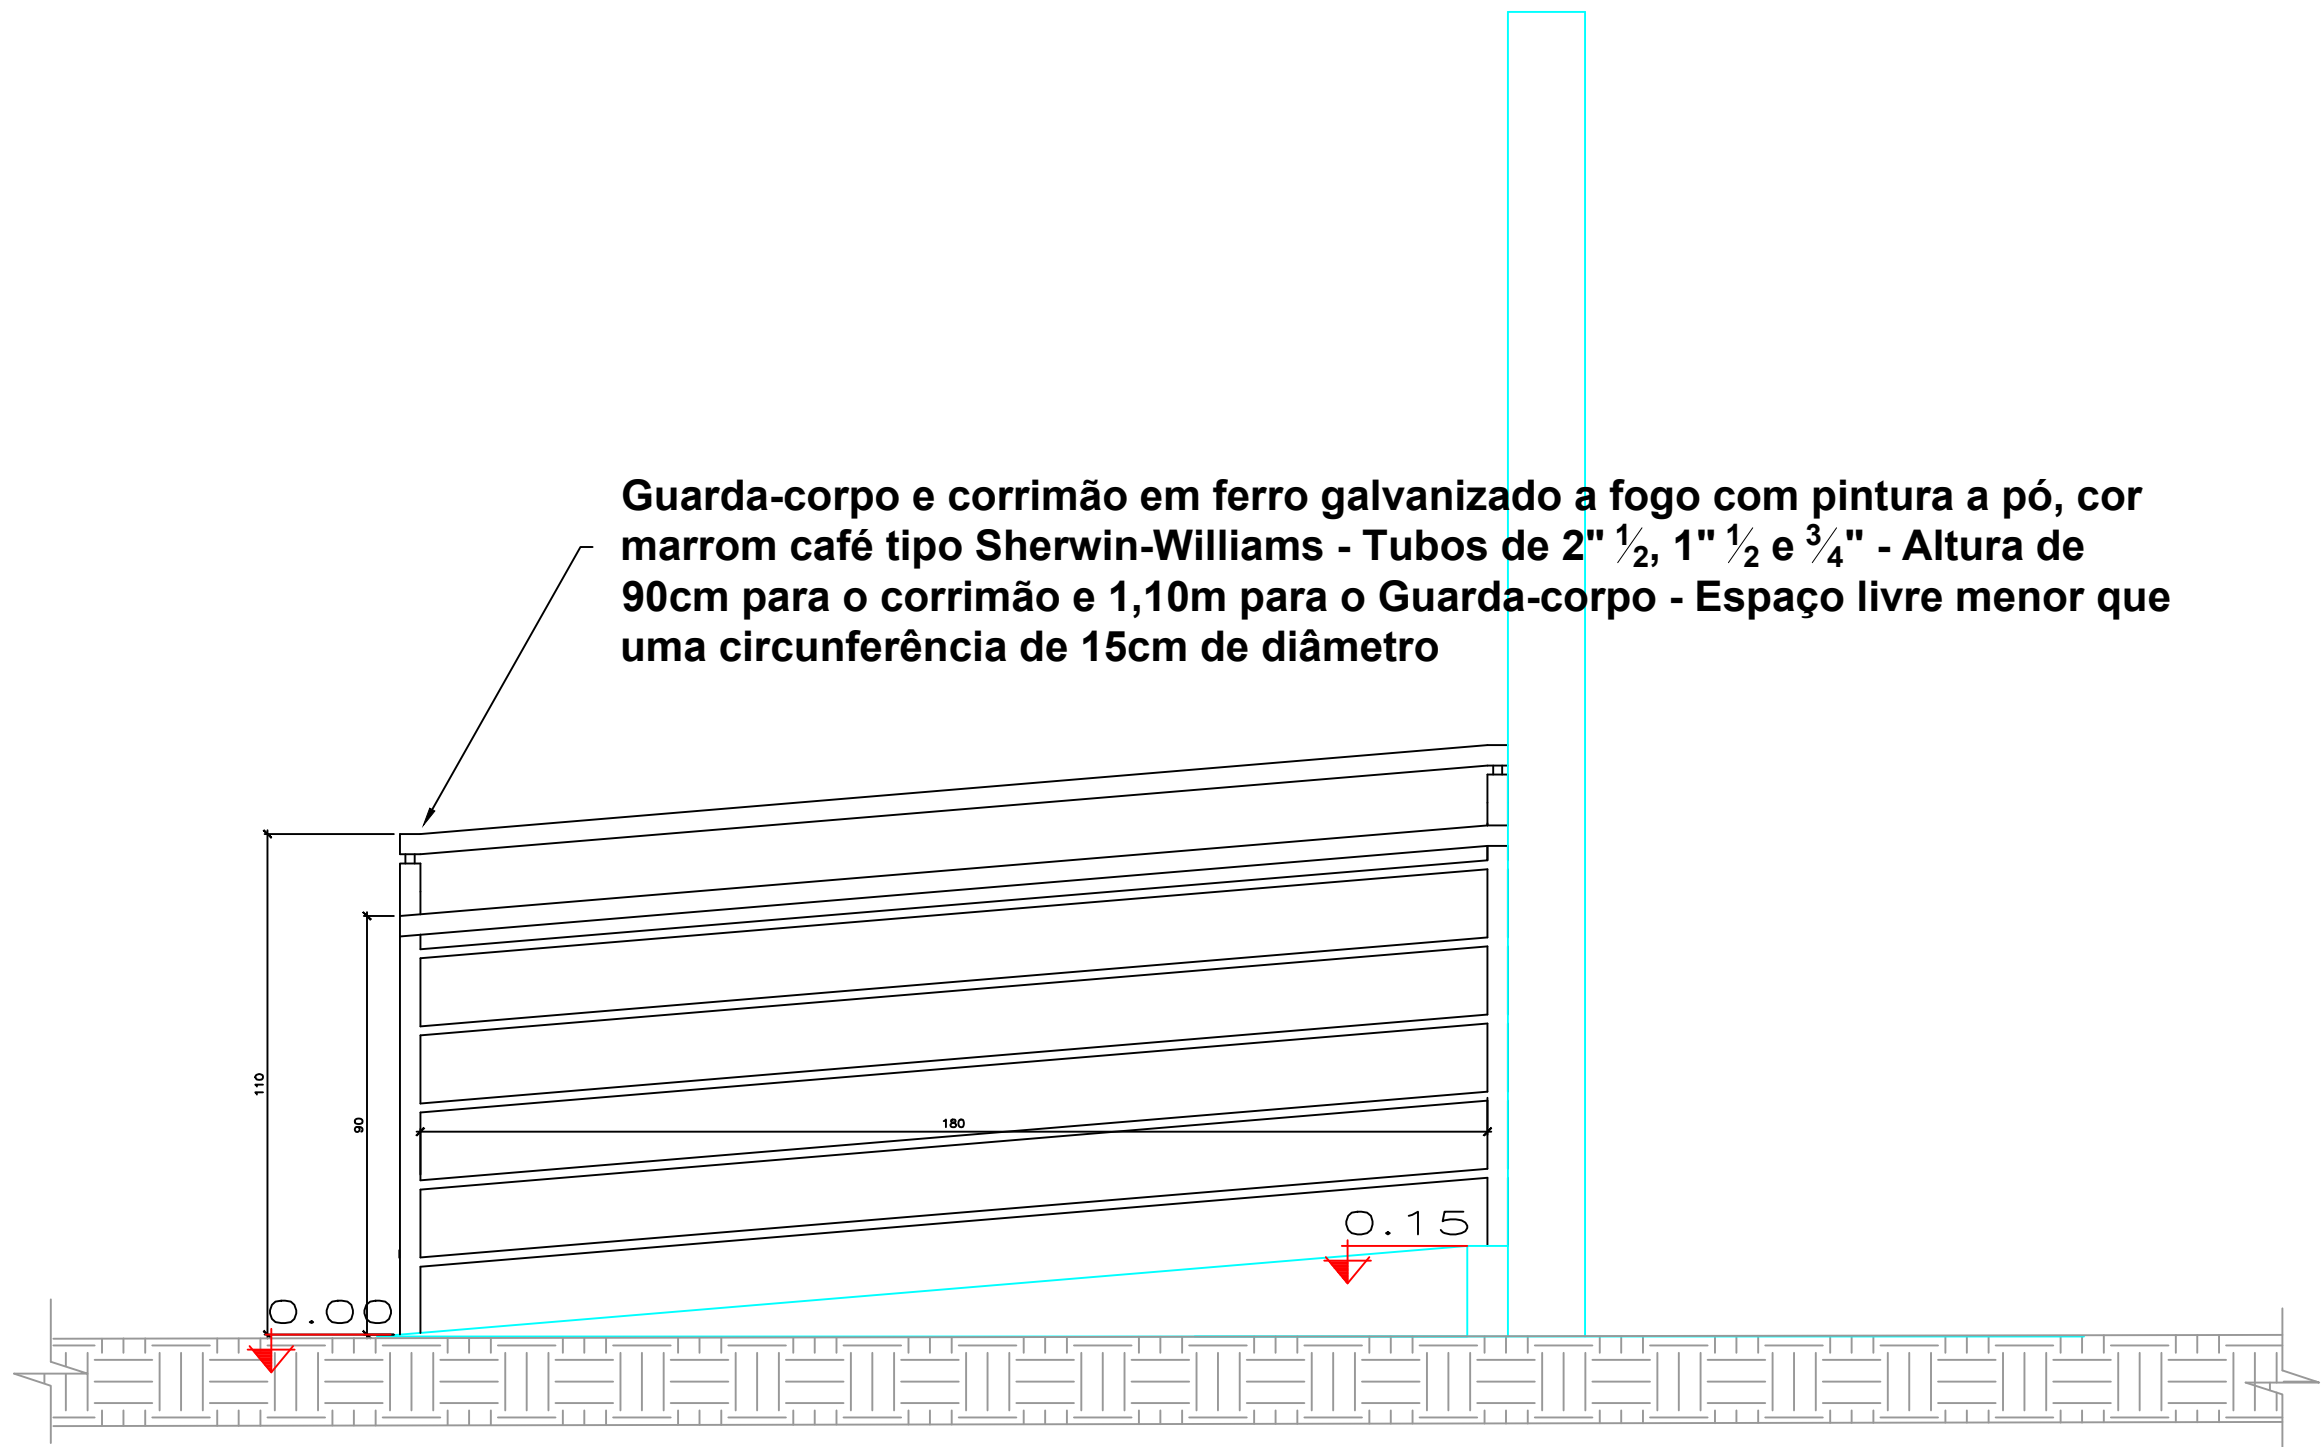 Guarda-corpo e corrimão em ferro galvanizado a fogo com pintura a pó, cor
marrom café tipo Sherwin-Williams - Tubos de 2" ½, 1" ½ e ¾" - Altura de
90cm para o corrimão e 1,10m para o Guarda-corpo - Espaço livre menor que
uma circunferência de 15cm de diâmetro
110
90
180
0.15
0.00